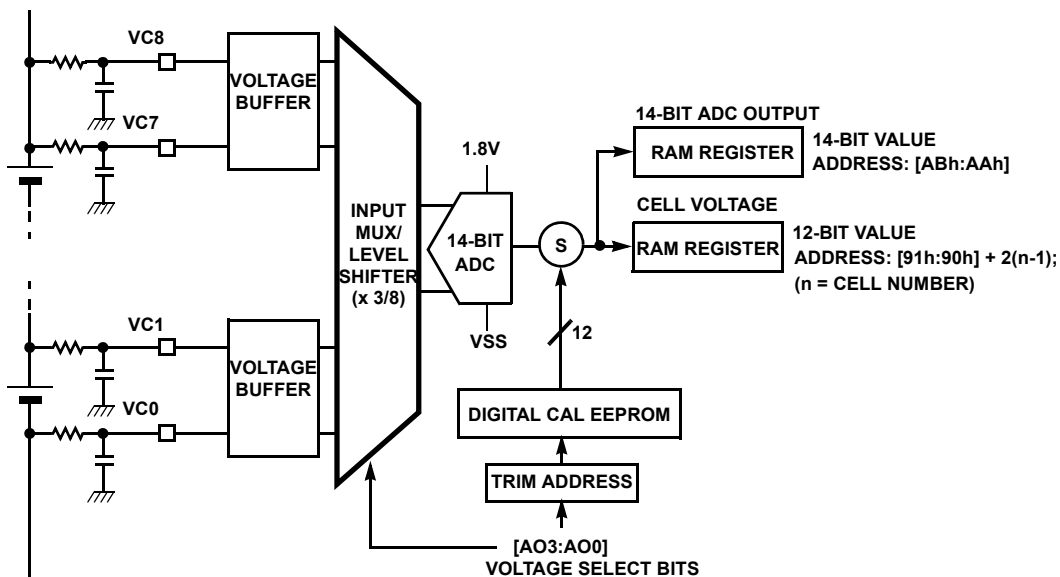 VC8
VOLTAGE
BUFFER
VC7
INPUT
MUX/
LEVEL
SHIFTER
(x 3/8)
1.8V
14-BIT
ADC
VSS
S
14-BIT ADC OUTPUT
RAM REGISTER
14-BIT VALUE
ADDRESS: [ABh:AAh]
CELL VOLTAGE
RAM REGISTER
12-BIT VALUE
ADDRESS: [91h:90h] + 2(n-1);
(n = CELL NUMBER)
VC1
VOLTAGE
BUFFER
VC0
12
DIGITAL CAL EEPROM
TRIM ADDRESS
[AO3:AO0]
VOLTAGE SELECT BITS